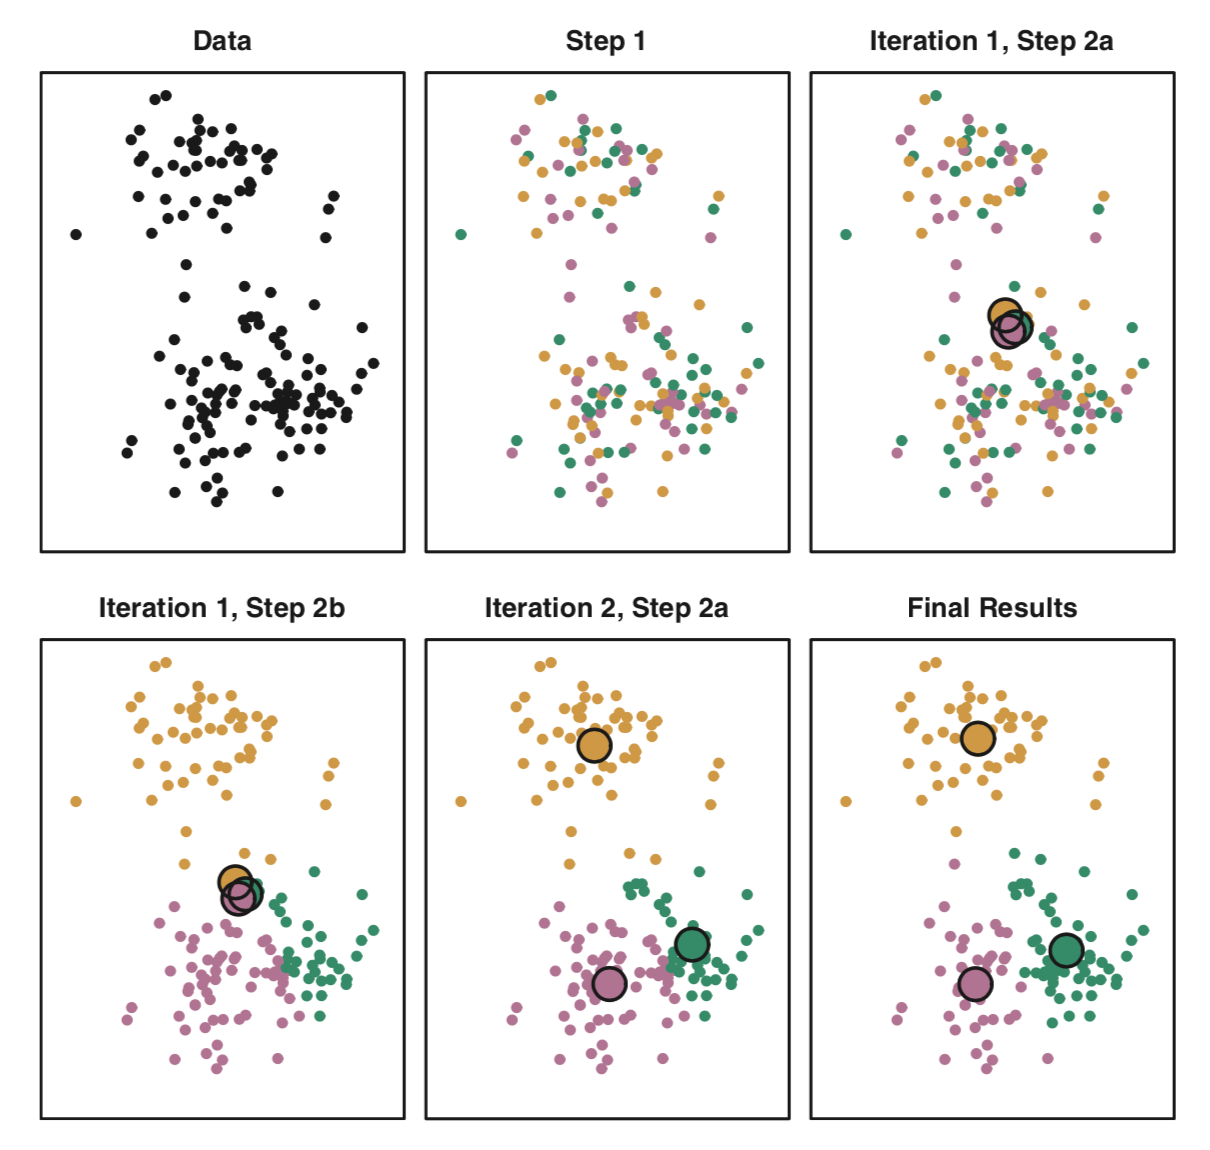 Data
Step 1
Iteration 1, Step 2a
Iteration 1, Step 2b
Iteration 2, Step 2a
Final Results